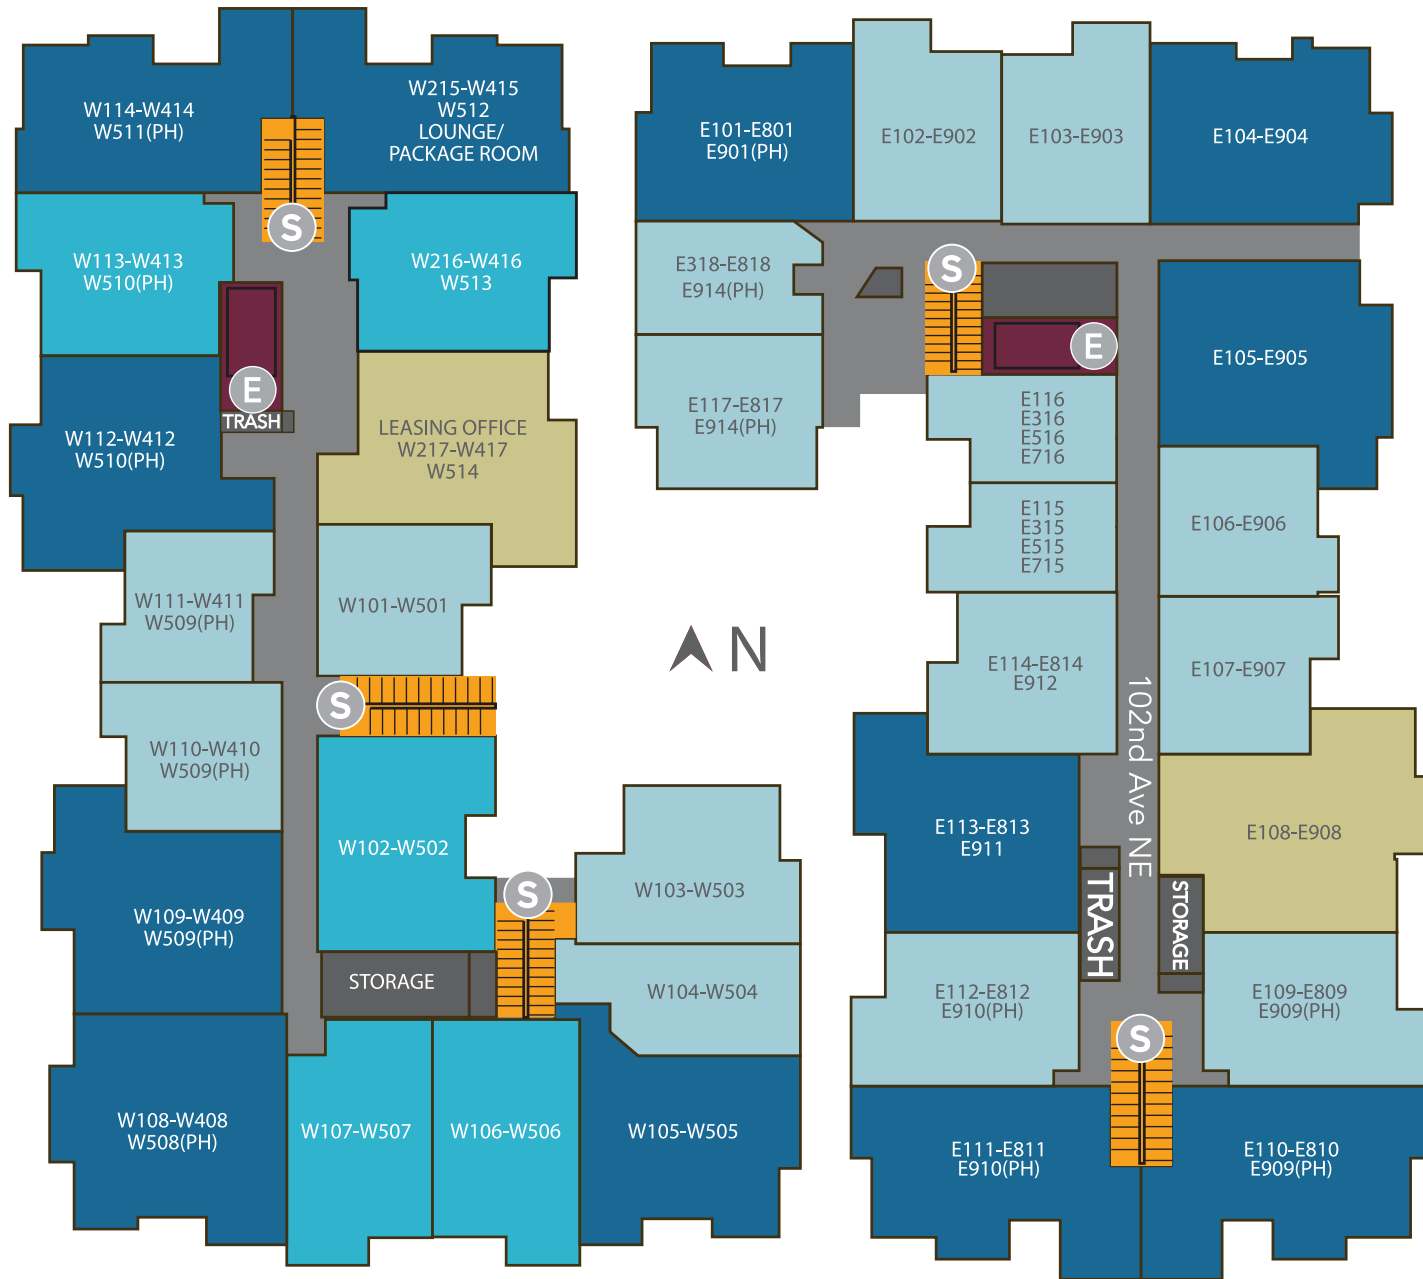 W114-W414
W511(PH)
W215-W415
W512
LOUNGE/
PACKAGE ROOM
S
W113-W413
W510(PH)
W216-W416
W513
E
TRASH
W112-W412
W510(PH)
LEASING OFFICE
W217-W417
W514
W111-W411
W509(PH)
W101-W501
S
W110-W410
W509(PH)
W102-W502
W109-W409
W509(PH)
S
W103-W503
STORAGE
W104-W504
W108-W408
W508(PH)
W107-W507
W106-W506
W105-W505
N
E101-E801
E901(PH)
E102-E902
E103-E903
E104-E904
E318-E818
E914(PH)
S
E
E105-E905
E117-E817
E914(PH)
E116
E316
E516
E716
E115
E315
E515
E715
E106-E906
E114-E814
E912
E107-E907
102nd Ave NE
E113-E813
E911
E108-E908
TRASH
STORAGE
E112-E812
E910(PH)
E109-E809
E909(PH)
S
E111-E811
E910(PH)
E110-E810
E909(PH)